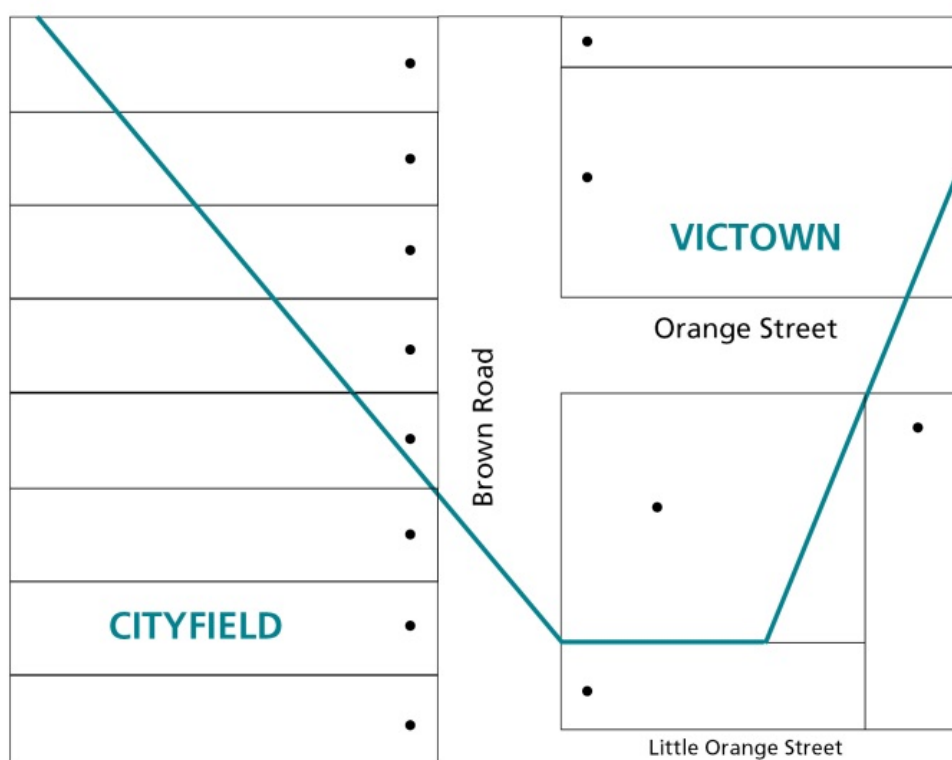 VICTOWN
Orange Street
Brown Road
CITYFIELD
Little Orange Street